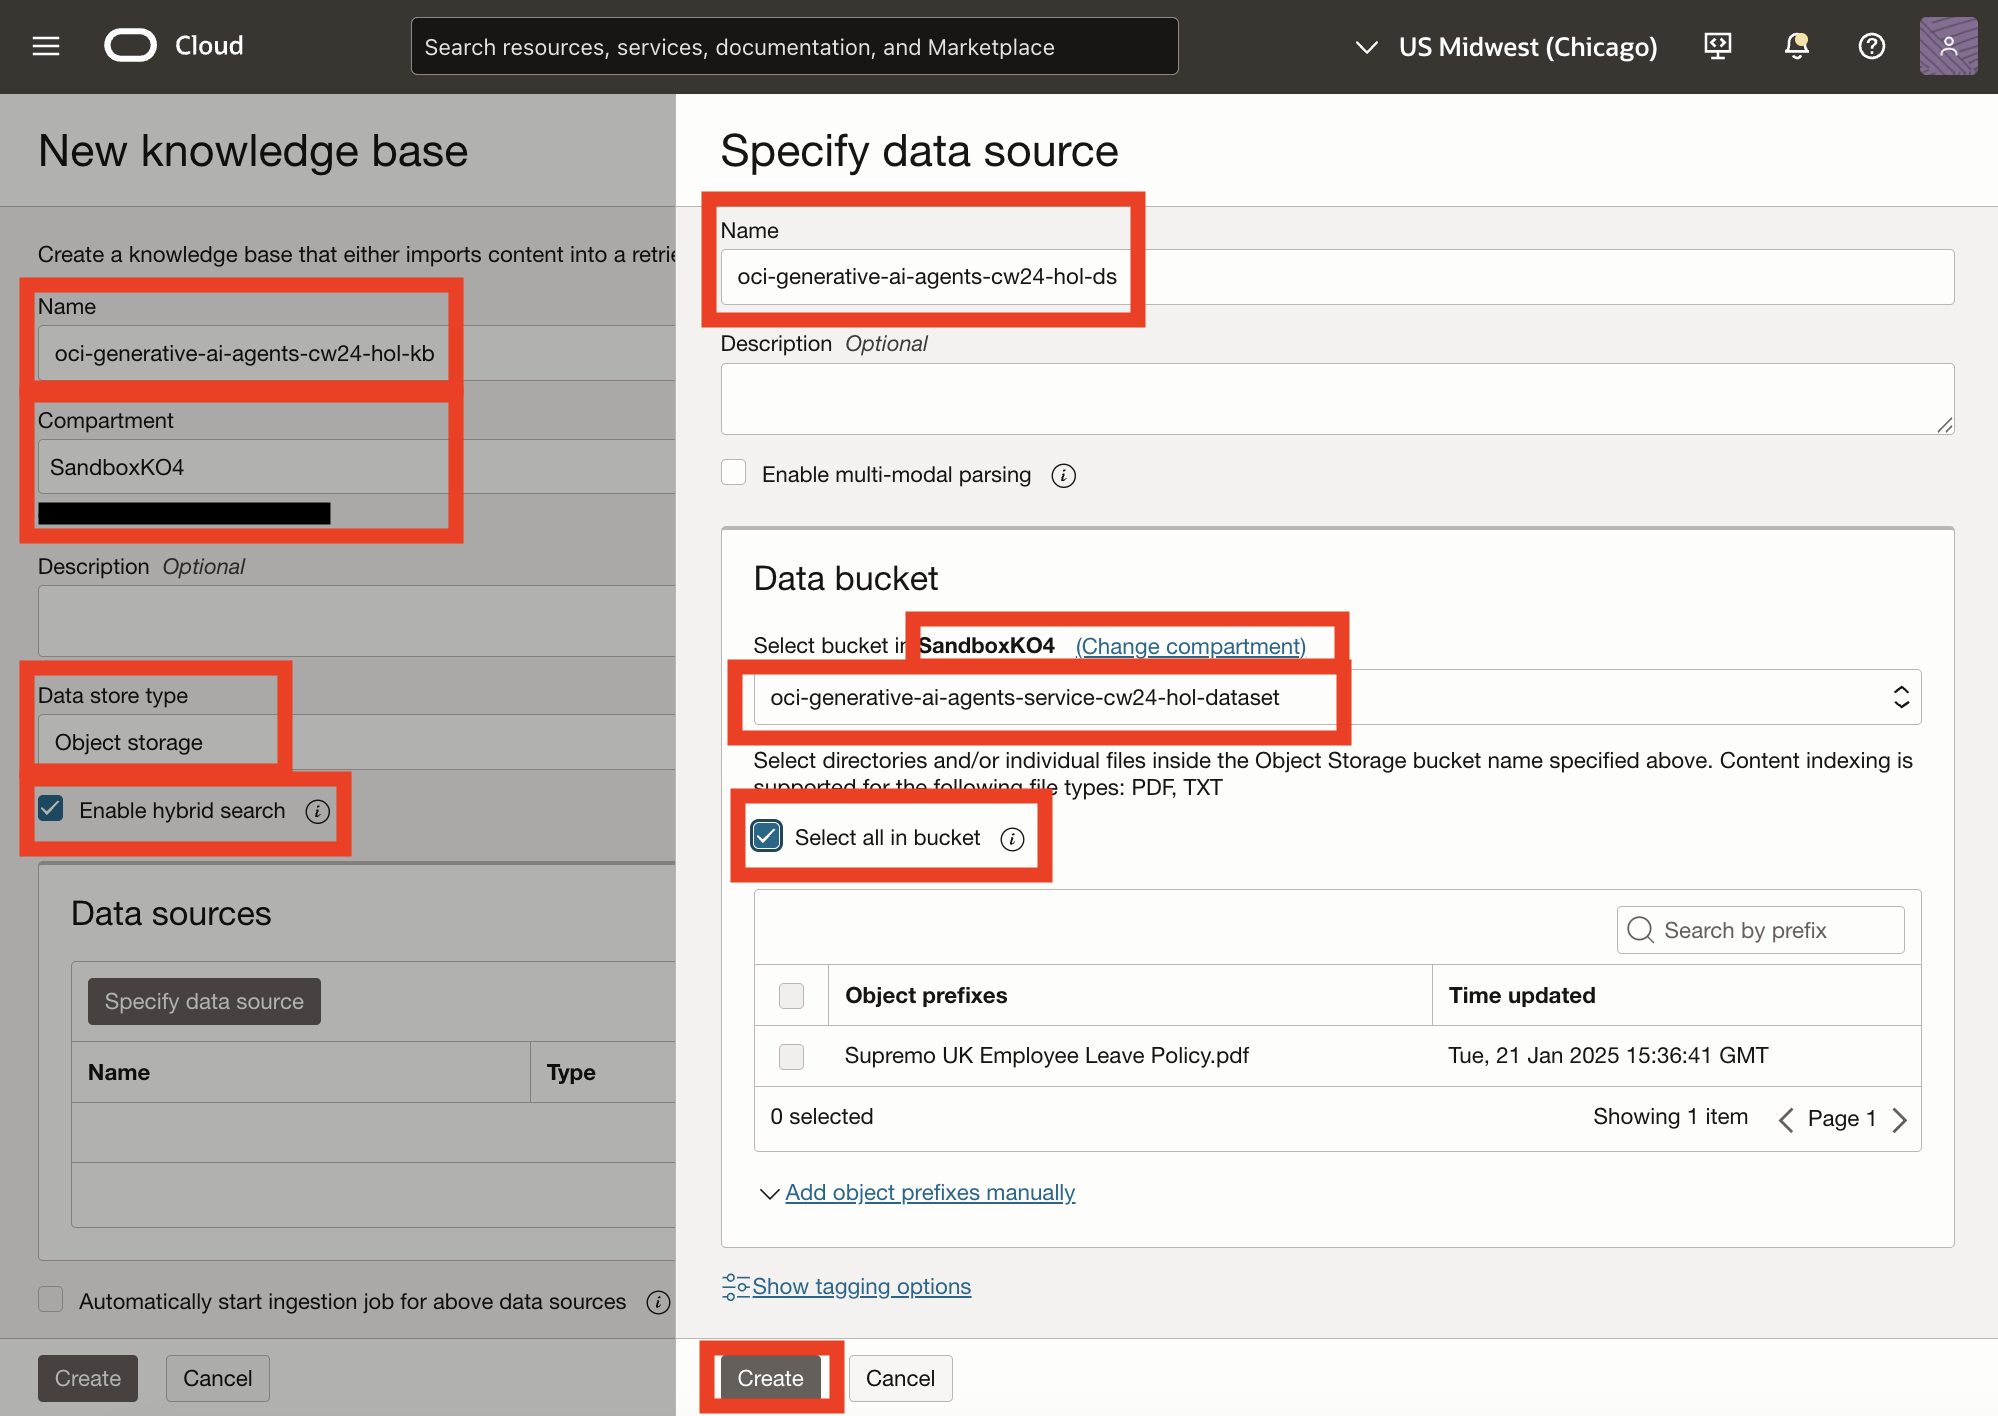 Cloud
Search resources, services, documentation, and Marketplace
US Midwest (Chicago)
New knowledge base
Create a knowledge base that either imports content into a
Name
oci-generative-ai-agents-cw24-hol-kb
Compartment
SandboxKO4
Description Optional
Data store type
Object storage
Enable hybrid search
Data sources
Specify data source
Name
Type
Automatically start ingestion job for above data sources
Create
Cancel
Specify data source
Name
oci-generative-ai-agents-cw24-hol-ds
Description Optional
Enable multi-modal parsing
Data bucket
Select bucket in SandboxKO4 (Change compartment)
oci-generative-ai-agents-service-cw24-hol-dataset
Select directories and/or individual files inside the Object Storage bucket name specified above. Content indexing is
supported for the following file types: PDF, TXT
Select all in bucket
Search by prefix
Object prefixes
Time updated
Supremo UK Employee Leave Policy.pdf
Tue, 21 Jan 2025 15:36:41 GMT
0 selected
Showing 1 item
Page 1
Add object prefixes manually
Show tagging options
Create
Cancel